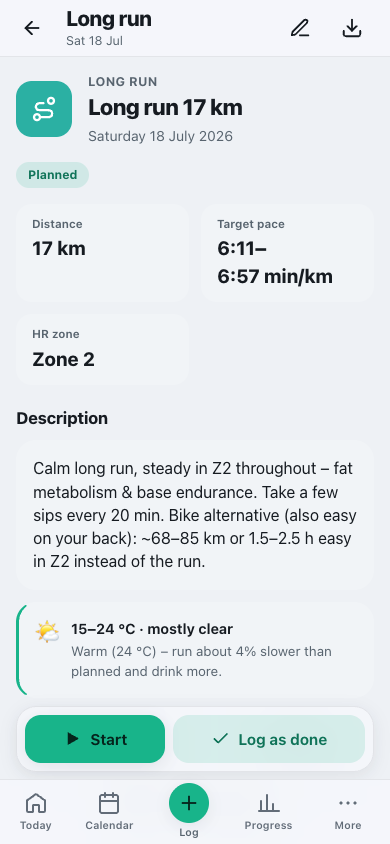 Long run
Sat 18 Jul
LONG RUN
Long run 17 km
Saturday 18 July 2026
Planned
Distance
17 km
Target pace
6:11–
6:57 min/km
HR zone
Zone 2
Description
Calm long run, steady in Z2 throughout – fat
metabolism & base endurance. Take a few
sips every 20 min. Bike alternative (also easy
on your back): ~68–85 km or 1.5–2.5 h easy
in Z2 instead of the run.
15–24 °C · mostly clear
Warm (24 °C) – run about 4% slower than
planned and drink more.
Start
Log as done
Today
Calendar
Log
Progress
More